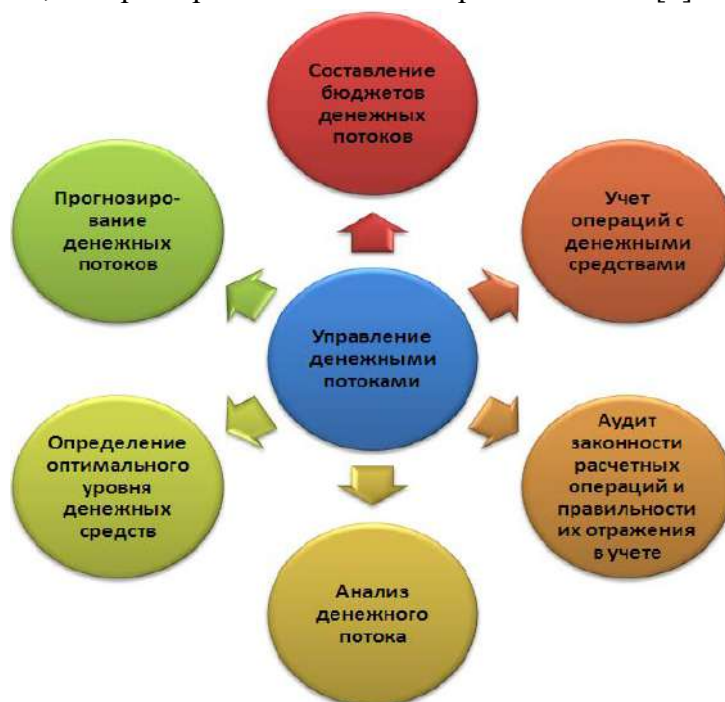 Составление
бюджетов
денежных
потоков
Прогнозиро-
вание
денежных
потоков
Учет
операций с
денежными
средствами
Управление
денежными
потоками
Определение
оптимального
уровня
денежных
средств
Аудит
законности
расчетных
операций и
правильности
их отражения
в учете
Анализ
денежного
потока